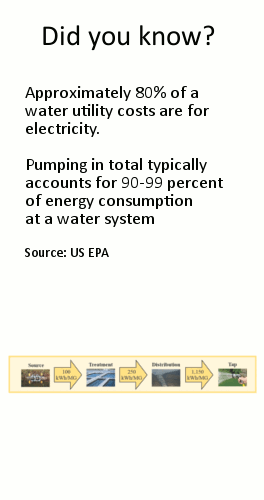 Did you know?
Approximately 80% of a
water utility costs are for
electricity.
Pumping in total typically
accounts for 90-99 percent
of energy consumption
at a water system
Source: US EPA
Source
Treatment
Distribution
Tap
100
kWh/MG
250
kWh/MG
1,150
kWh/MG